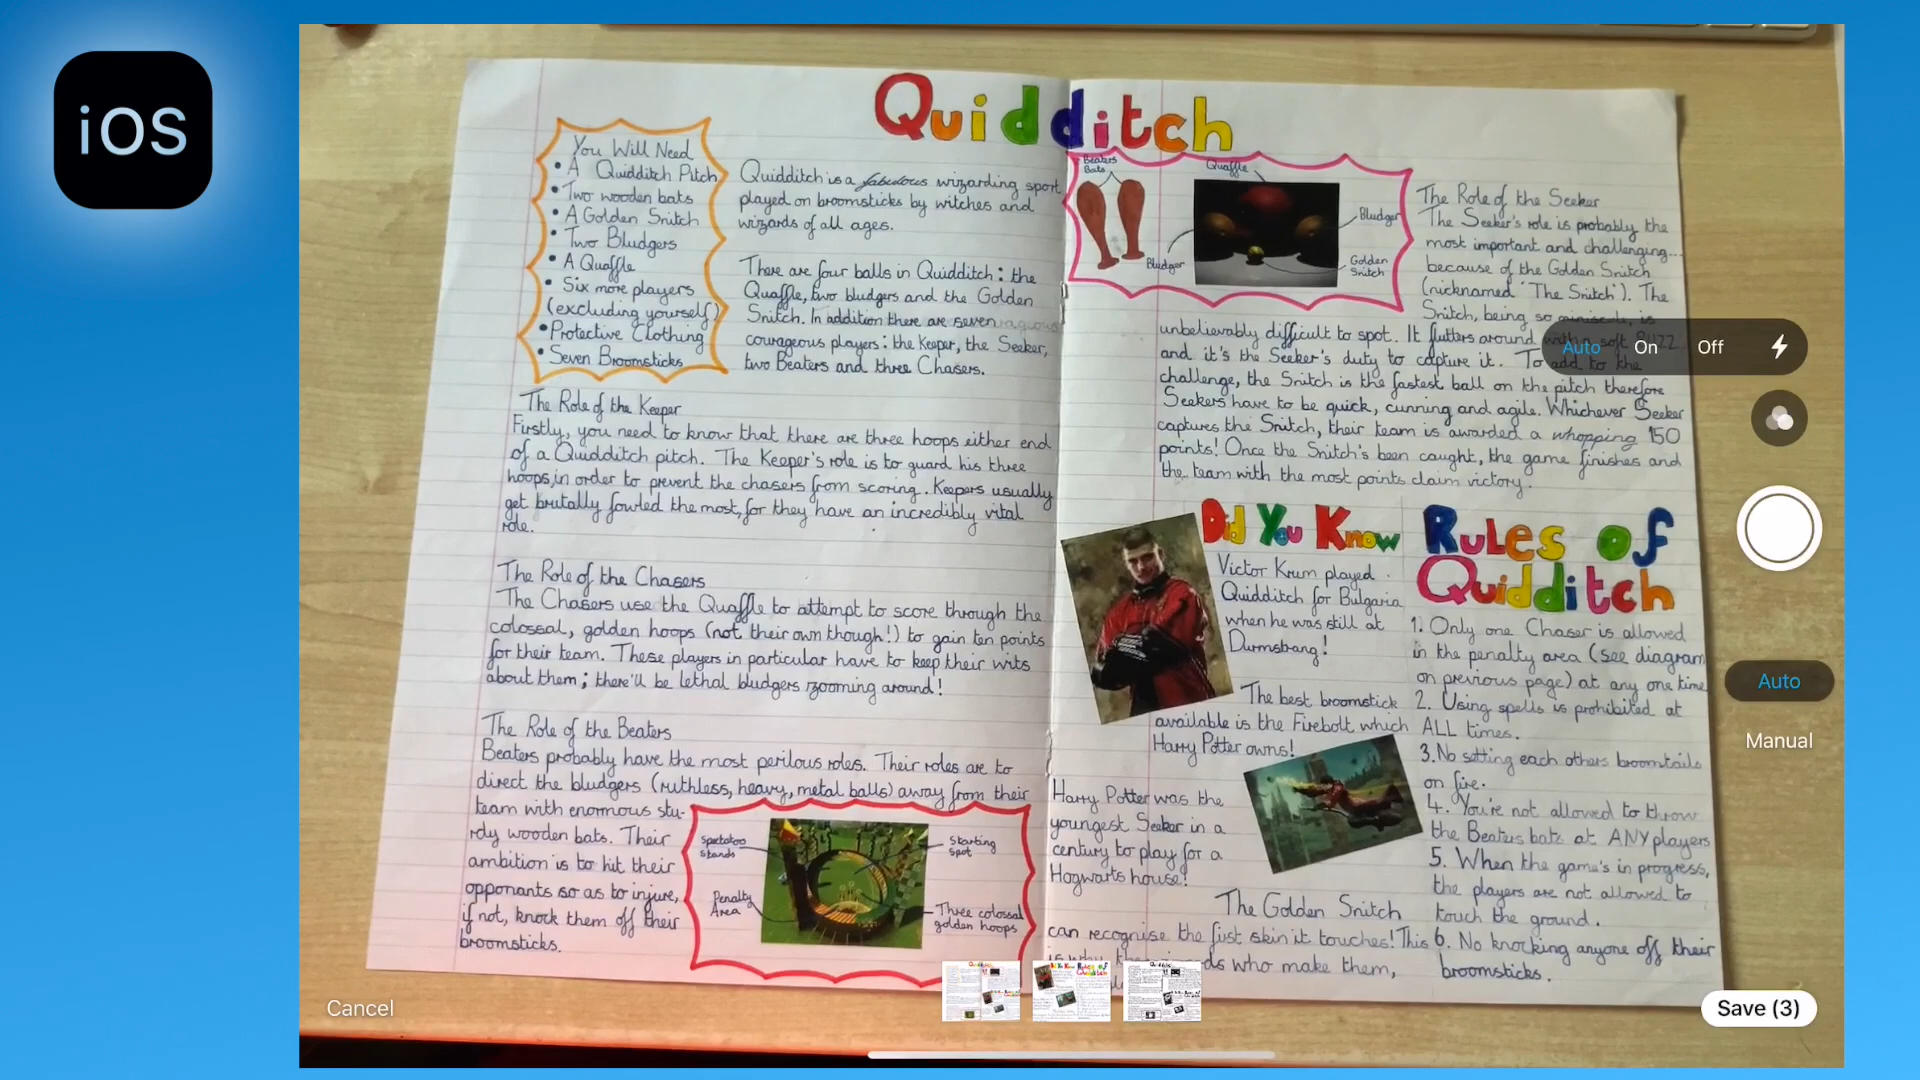 iOS
Quidditch
You Will Need
• A Quidditch Pitch
• Two wooden bats
• A Golden Snitch
• Two Bludgers
• A Quaffle
• Six more players
(excluding yourself)
• Protective Clothing
• Seven Broomsticks
Quidditch is a fabulous wizarding sport
played on broomsticks by witches and
wizards of all ages.
There are four balls in Quidditch: the
Quaffle, two bludgers and the Golden
Snitch. In addition there are seven
courageous players: the Keeper, the Seeker,
two Beaters and three Chasers.
The Role of the Keeper
Firstly, you need to know that there are three hoops either end
of a Quidditch pitch. The Keeper's role is to guard his three
hoops, in order to prevent the chasers from scoring. Keepers usually
get brutally fowled the most, for they have an incredibly vital
role.
The Role of the Chasers
The Chasers use the Quaffle to attempt to score through the
colossal, golden hoops (not their own though!) to gain ten points
for their team. These players in particular have to keep their wits
about them; there'll be lethal bludgers zooming around!
The Role of the Beaters
Beaters probably have the most perilous roles. Their roles are to
direct the bludgers (ruthless, heavy, metal balls) away from their
team with enormous stu-
rdy wooden bats. Their
ambition is to hit their
opponants so as to injure,
if not, knock them off their
broomsticks.
spectatoo
stands
Starting
spot
Penalty
Area
Three colossal
golden hoops
Beaters
Bats
Quaffle
Bludger
Bludger
Golden
Snitch
The Role of the Seeker
The Seeker's role is probably the
most important and challenging...
because of the Golden Snitch
(nicknamed 'The Snitch'). The
Snitch, being so miniscule, is
unbelievably difficult to spot. It flutters around with a soft BUZZ
and it's the Seeker's duty to capture it. To add to the
challenge, the Snitch is the fastest ball on the pitch therefore
Seekers have to be quick, cunning and agile. Whichever Seeker
captures the Snitch, their team is awarded a whopping 150
points! Once the Snitch's been caught, the game finishes and
the team with the most points claim victory.
Did You Know
Victor Krum played
Quidditch for Bulgaria
when he was still at
Durmsbrang!
The best broomstick
available is the Firebolt which
Harry Potter owns!
Harry Potter was the
youngest Seeker in a
century to play for a
Hogwarts house!
The Golden Snitch
can recognise the fist skin it touches! This
is why the
ds who make them,
Rules of
Quidditch
1. Only one Chaser is allowed
in the penalty area (see diagram
on previous page) at any one time
2. Using spells is prohibited at
ALL times.
3. No setting each others broomtails
on fire.
4. You're not allowed to throw
the Beaters bats at ANY players
5. When the game's in progress,
the players are not allowed to
touch the ground.
6. No knocking anyone off their
broomsticks.
Auto On Off
Auto
Manual
Cancel
Save (3)